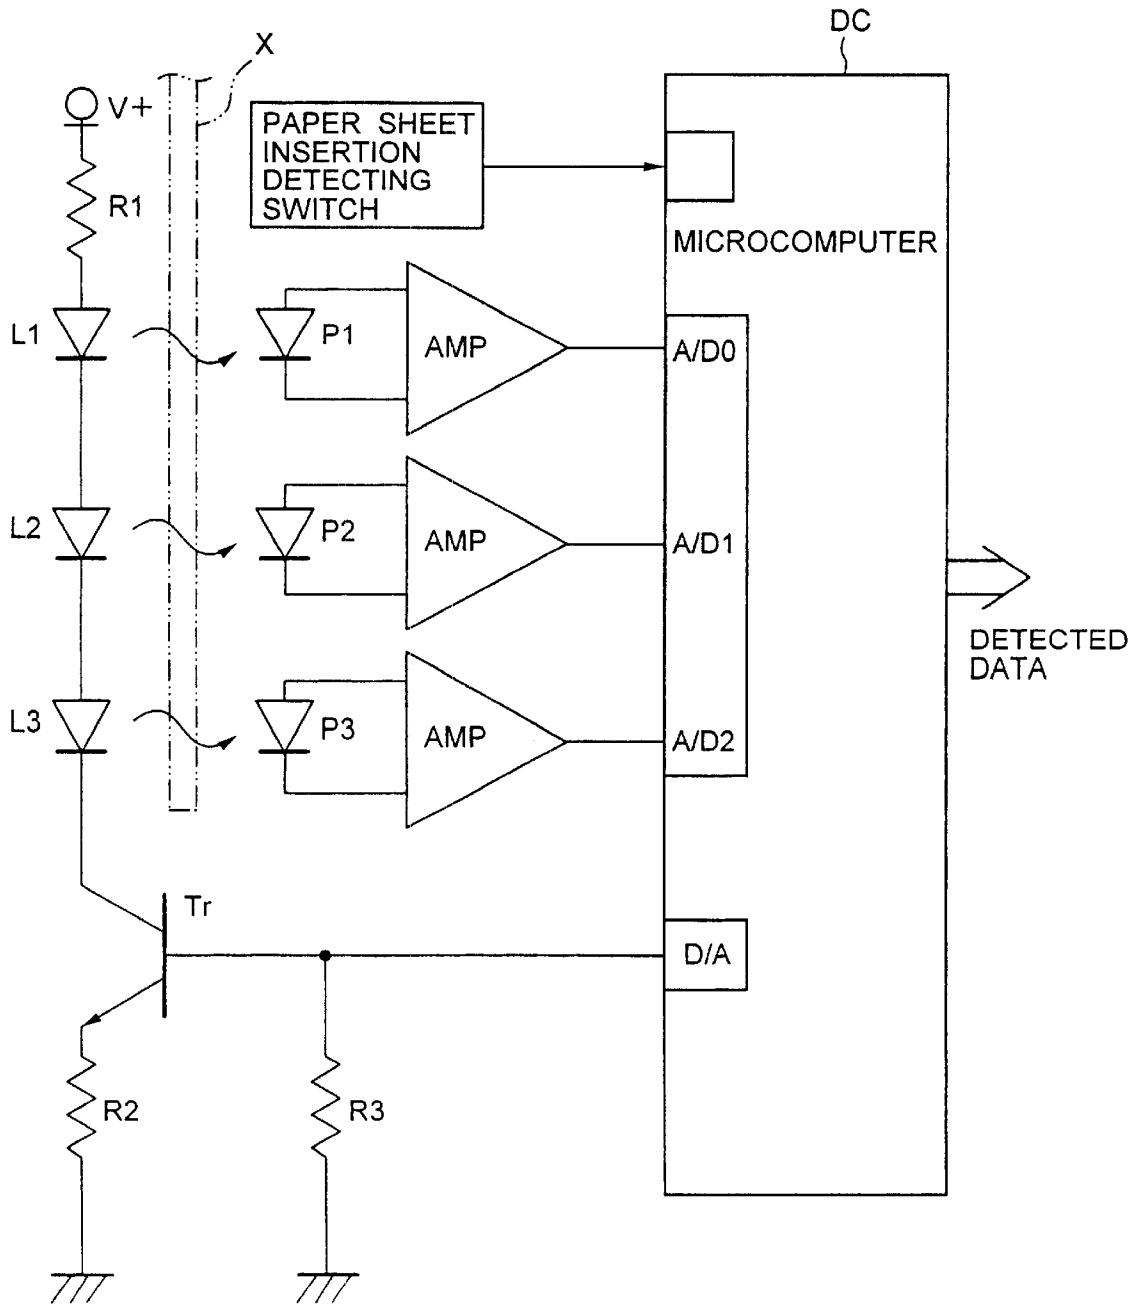 DC
X
V+
PAPER SHEET
INSERTION
DETECTING
SWITCH
R1
MICROCOMPUTER
L1
P1
AMP
A/D0
L2
P2
AMP
A/D1
DETECTED
DATA
L3
P3
AMP
A/D2
Tr
D/A
R2
R3